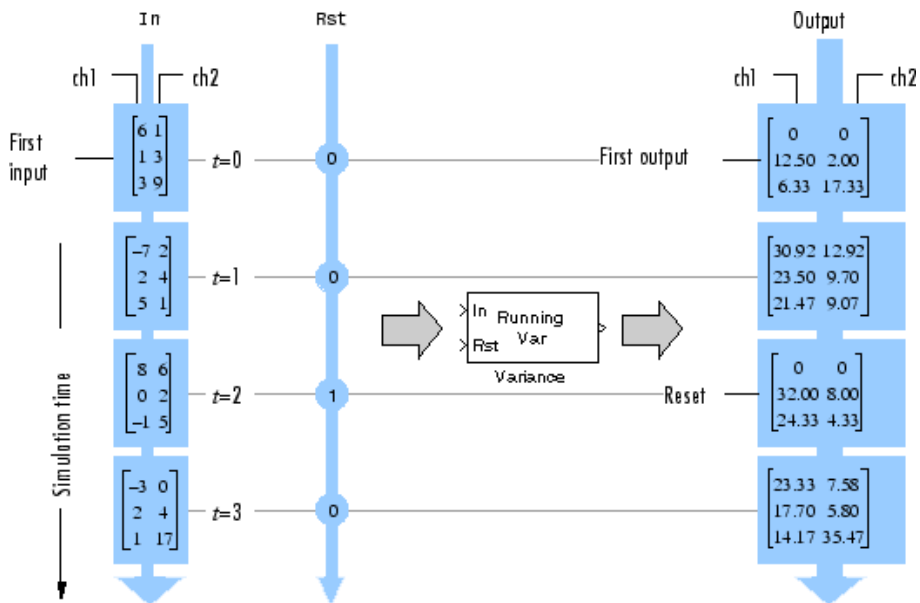 In Rst Output
ch1 ch2 ch1 ch2
First input
6 1
1 3
3 9
t=0
0
First output
0 0
12.50 2.00
6.33 17.33
-7 2
2 4
5 1
t=1
0
30.92 12.92
23.50 9.70
21.47 9.07
In
Rst
Running
Var
Variance
Simulation time
8 6
0 2
-1 5
t=2
1
Reset
0 0
32.00 8.00
24.33 4.33
-3 0
2 4
1 17
t=3
0
23.33 7.58
17.70 5.80
14.17 35.47